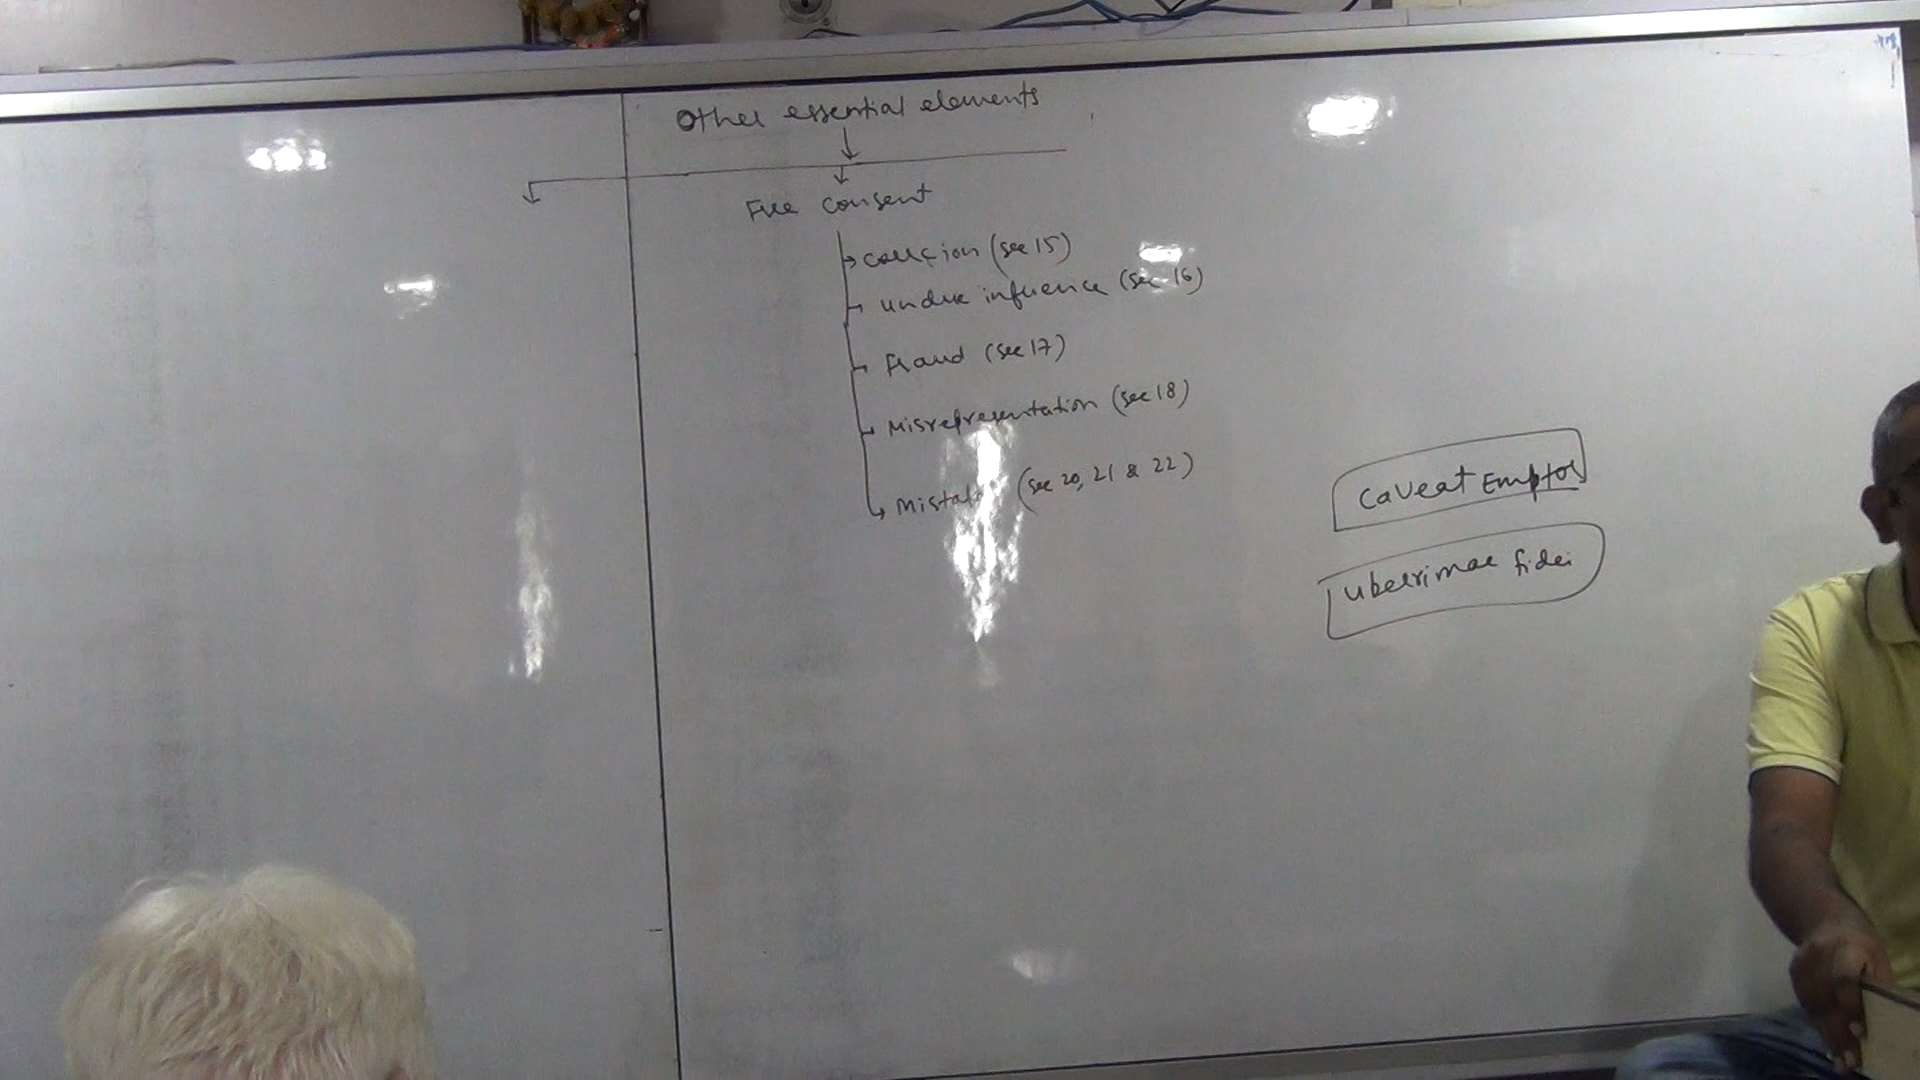 Other essential elements
Free consent
Coercion (sec 15)
undue influence (sec 16)
Fraud (sec 17)
Misrepresentation (sec 18)
(sec 20, 21 & 22)
Caveat Emptor
uberrimae fidei